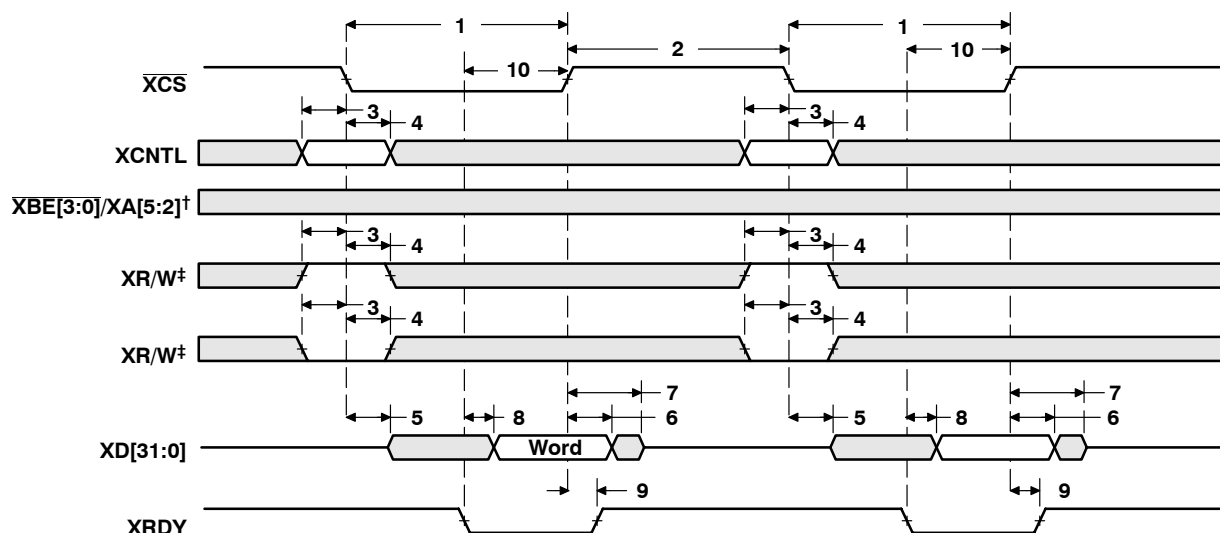 1 1
2
10 10
X̅C̅S̅
3 3
4 4
XCNTL
X̅B̅E̅[̅3̅:̅0̅]̅/XA[5:2]†
3 3
4 4
XR/W‡
3 3
4 4
XR/W‡
7 7
5 8 6 5 8 6
XD[31:0] Word
9 9
XRDY